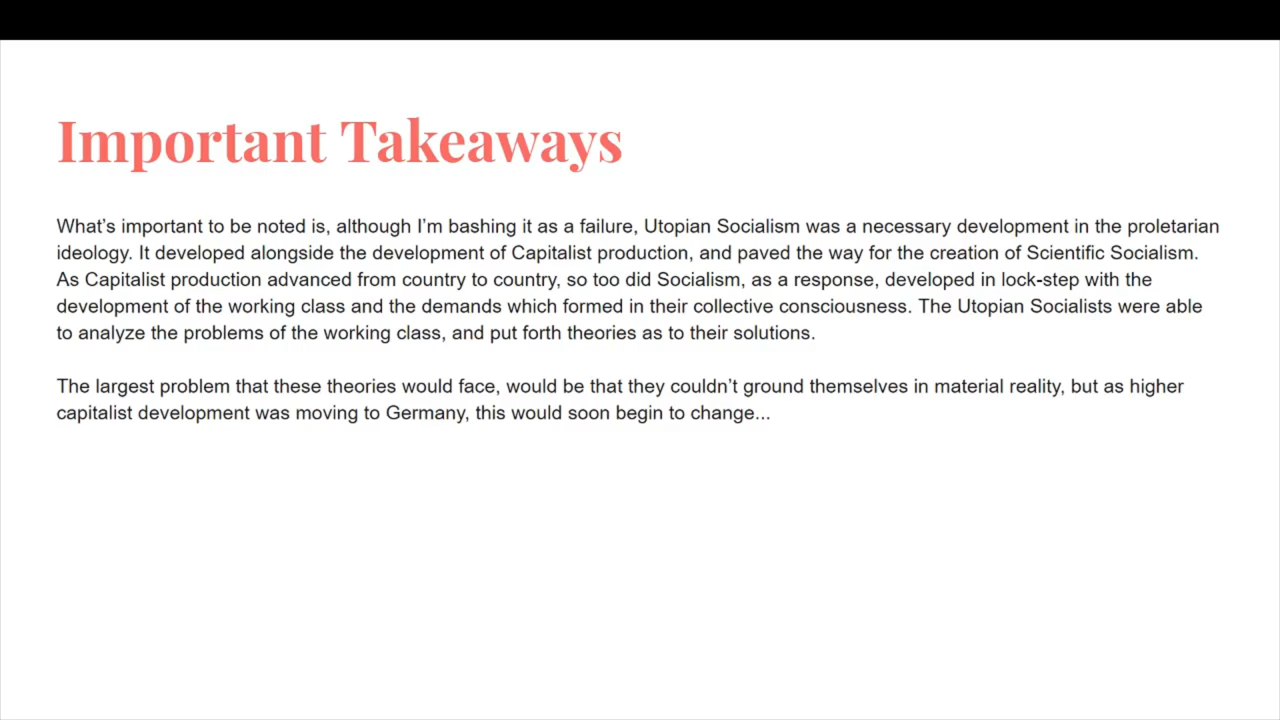 Important Takeaways
What's important to be noted is, although I'm bashing it as a failure, Utopian Socialism was a necessary development in the proletarian
ideology. It developed alongside the development of Capitalist production, and paved the way for the creation of Scientific Socialism.
As Capitalist production advanced from country to country, so too did Socialism, as a response, developed in lock-step with the
development of the working class and the demands which formed in their collective consciousness. The Utopian Socialists were able
to analyze the problems of the working class, and put forth theories as to their solutions.
The largest problem that these theories would face, would be that they couldn't ground themselves in material reality, but as higher
capitalist development was moving to Germany, this would soon begin to change...